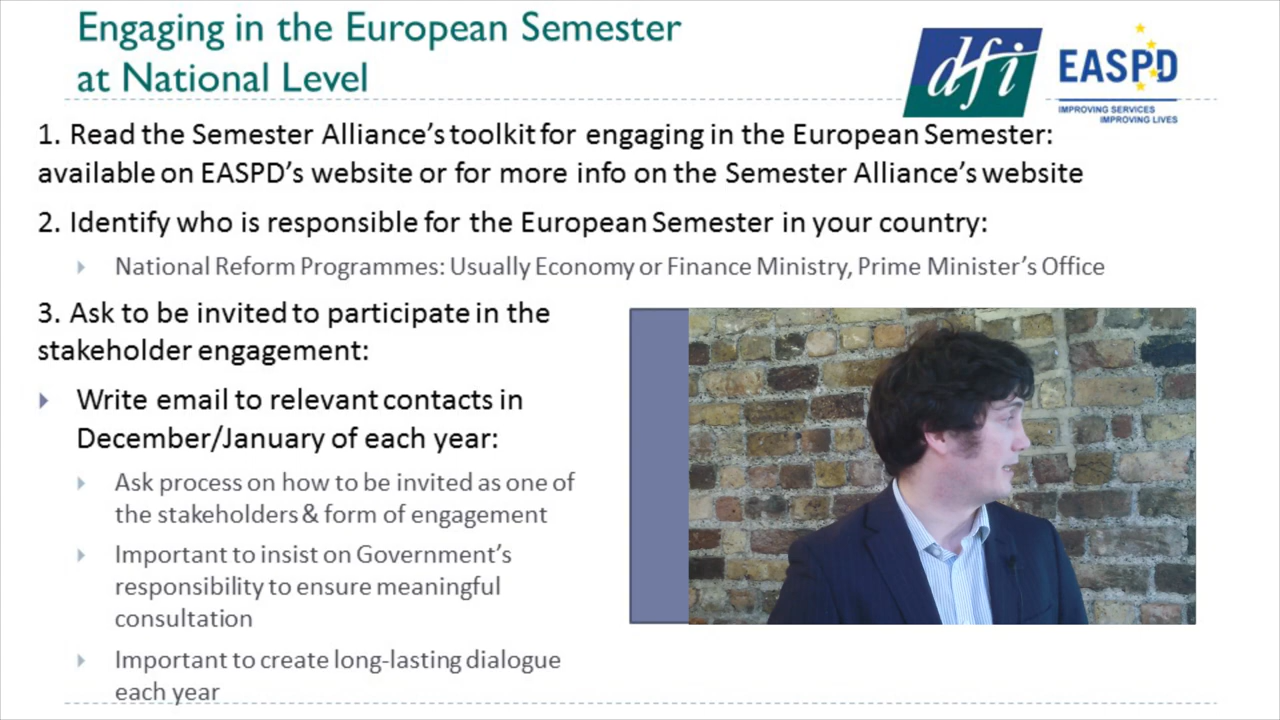 Engaging in the European Semester
at National Level
dfi
EASPD
IMPROVING SERVICES
IMPROVING LIVES
1. Read the Semester Alliance’s toolkit for engaging in the European Semester:
available on EASPD’s website or for more info on the Semester Alliance’s website
2. Identify who is responsible for the European Semester in your country:
National Reform Programmes: Usually Economy or Finance Ministry, Prime Minister’s Office
3. Ask to be invited to participate in the
stakeholder engagement:
Write email to relevant contacts in
December/January of each year:
Ask process on how to be invited as one of
the stakeholders & form of engagement
Important to insist on Government’s
responsibility to ensure meaningful
consultation
Important to create long-lasting dialogue
each year